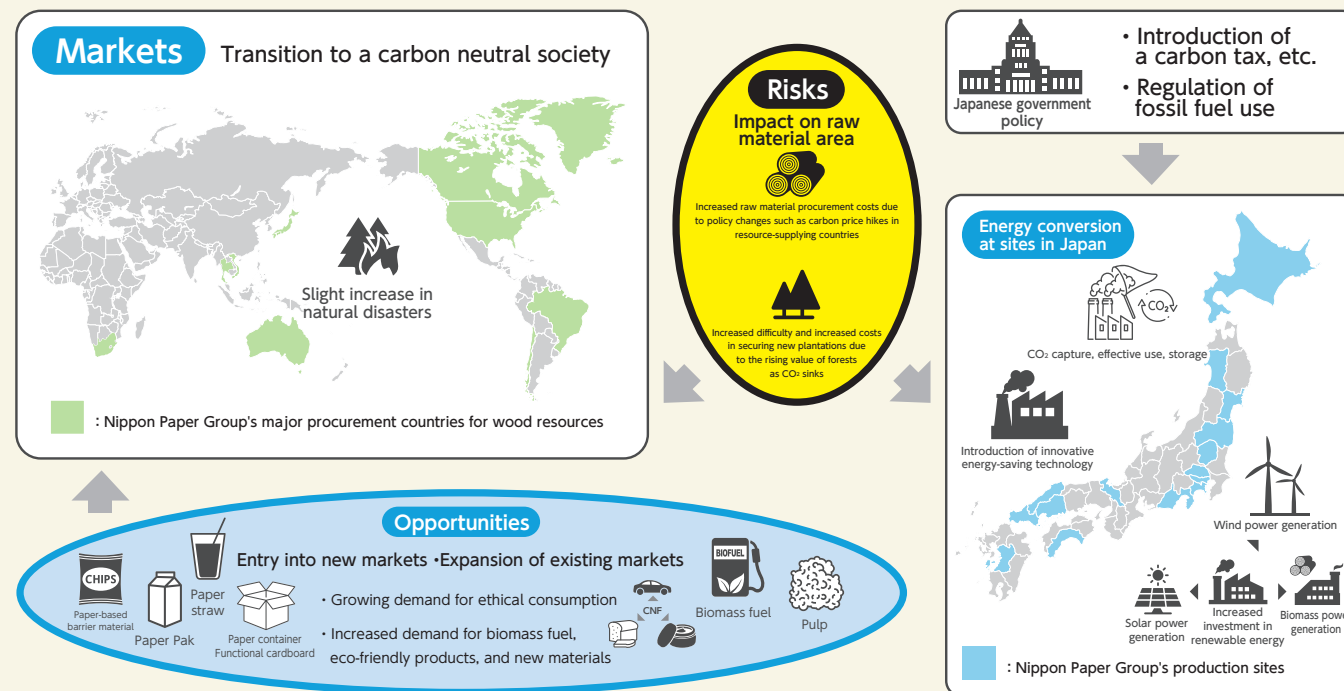 Markets
Transition to a carbon neutral society
Slight increase in
natural disasters
: Nippon Paper Group's major procurement countries for wood resources
Risks
Impact on raw
material area
Increased raw material procurement costs due
to policy changes such as carbon price hikes in
resource-supplying countries
Increased difficulty and increased costs
in securing new plantations due
to the rising value of forests
as CO₂ sinks
Japanese government
policy
・Introduction of
a carbon tax, etc.
・Regulation of
fossil fuel use
Energy conversion
at sites in Japan
CO₂
CO₂ capture, effective use, storage
Introduction of innovative
energy-saving technology
Wind power generation
Solar power
generation
Increased
investment in
renewable energy
Biomass power
generation
: Nippon Paper Group's production sites
Opportunities
Entry into new markets ・Expansion of existing markets
・Growing demand for ethical consumption
・Increased demand for biomass fuel,
eco-friendly products, and new materials
CHIPS
Paper-based
barrier material
Paper Pak
Paper
straw
Paper container
Functional cardboard
CNF
BIOFUEL
Biomass fuel
Pulp